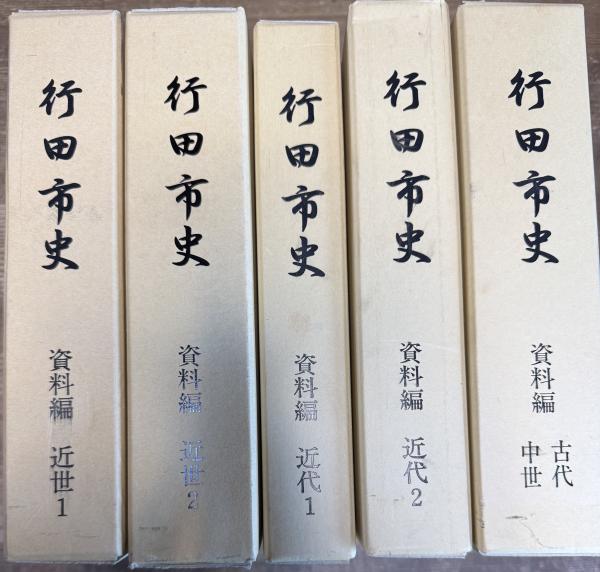 行田市史
資料編 近世1
行田市史
資料編 近世2
行田市史
資料編 近代1
行田市史
資料編 近代2
行田市史
資料編
古代
中世